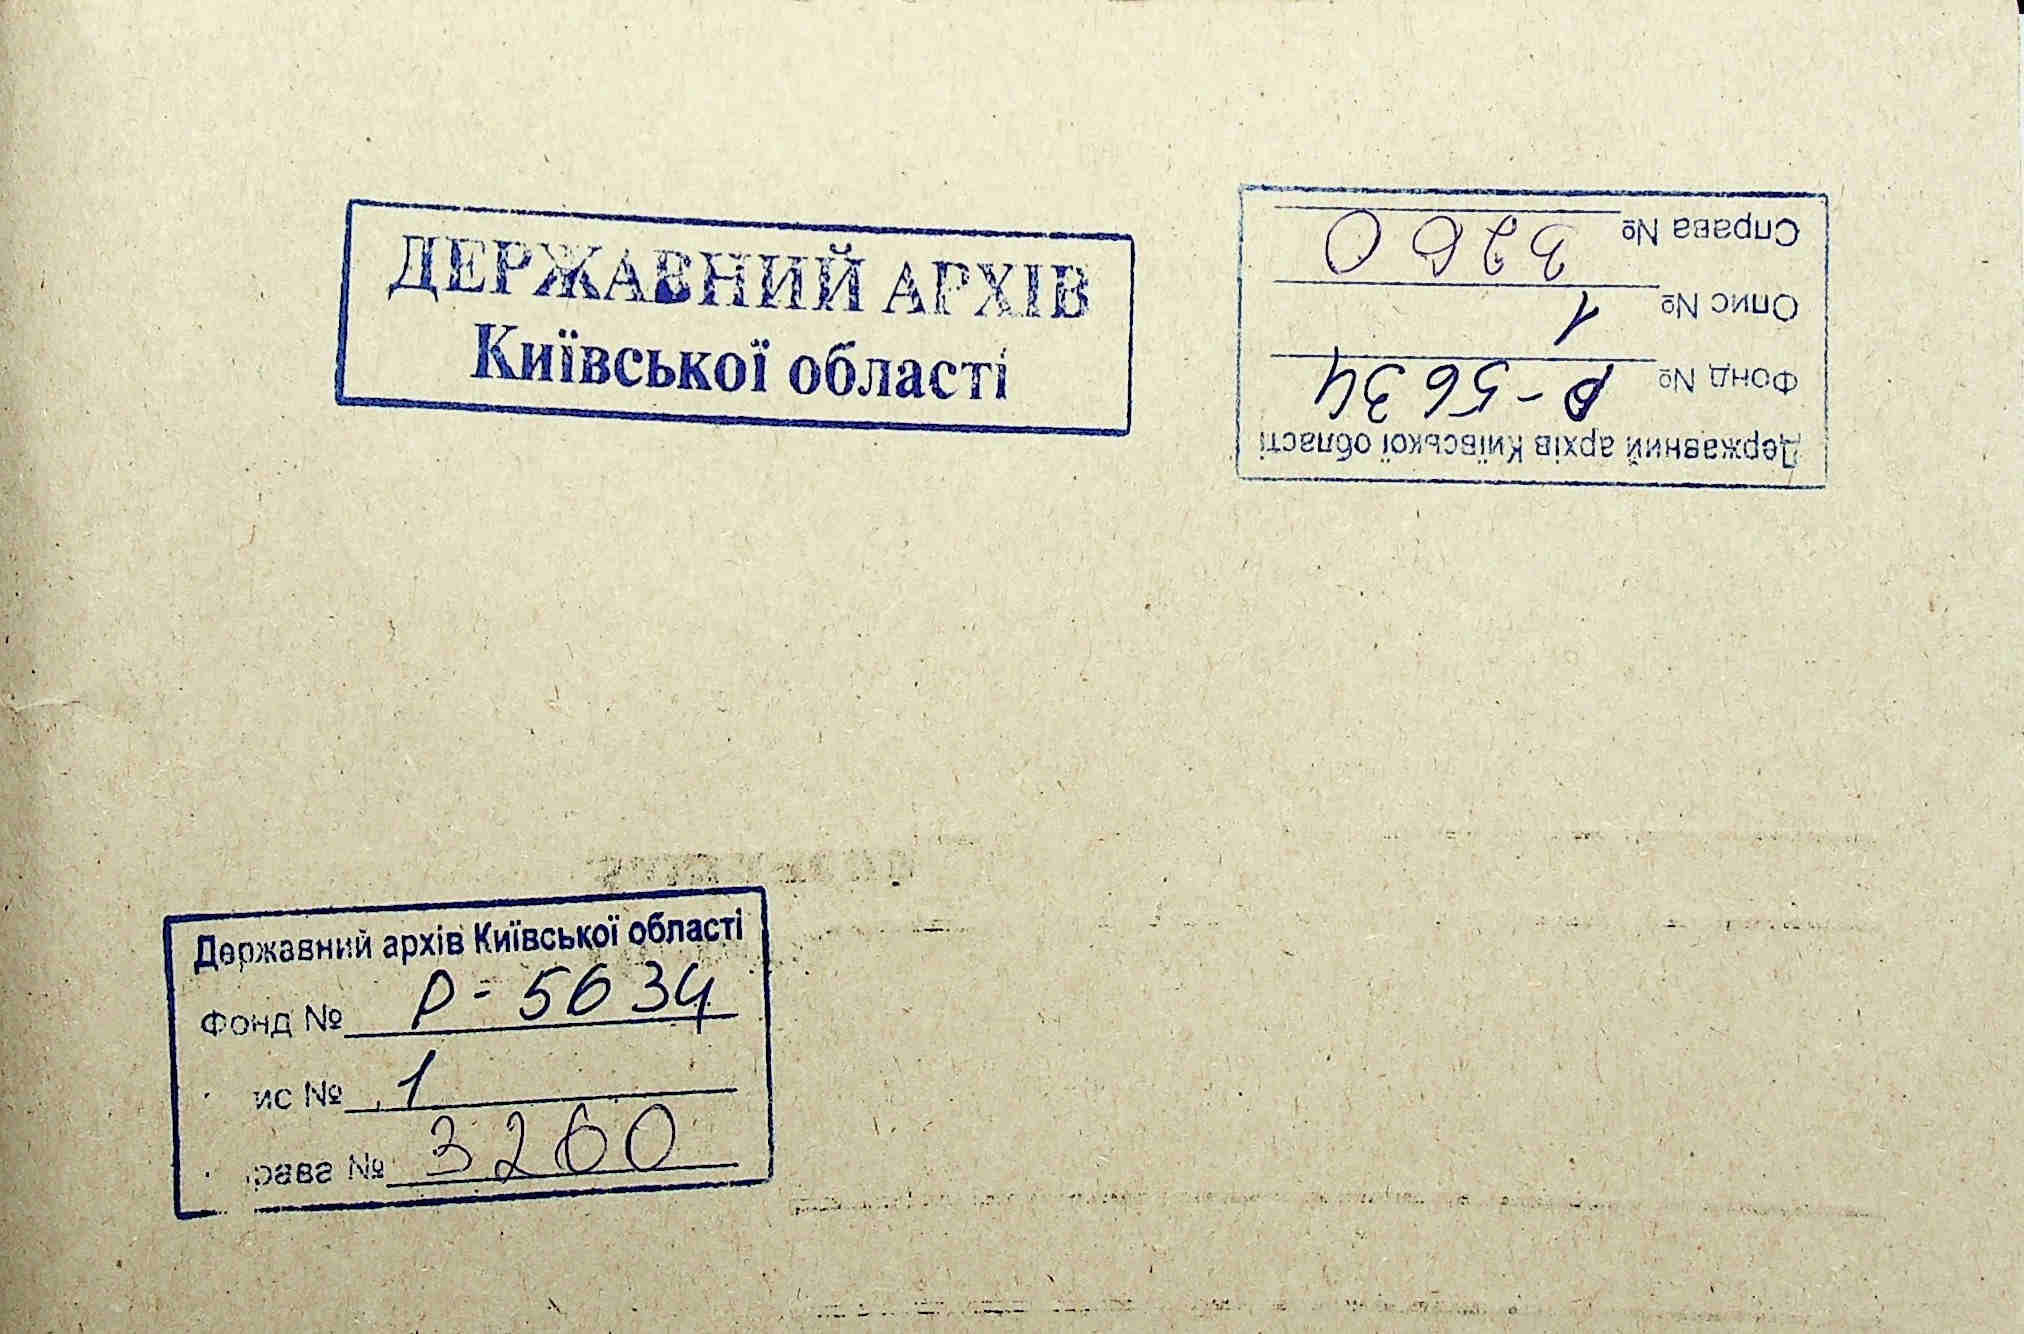 ДЕРЖАВНИЙ АРХІВ
Київської області
Державний архів Київської області
Фонд № Р-5634
Опис № 1
Справа № 3260
Державний архів Київської області
Фонд № Р-5634
ис № 1
рава № 3260